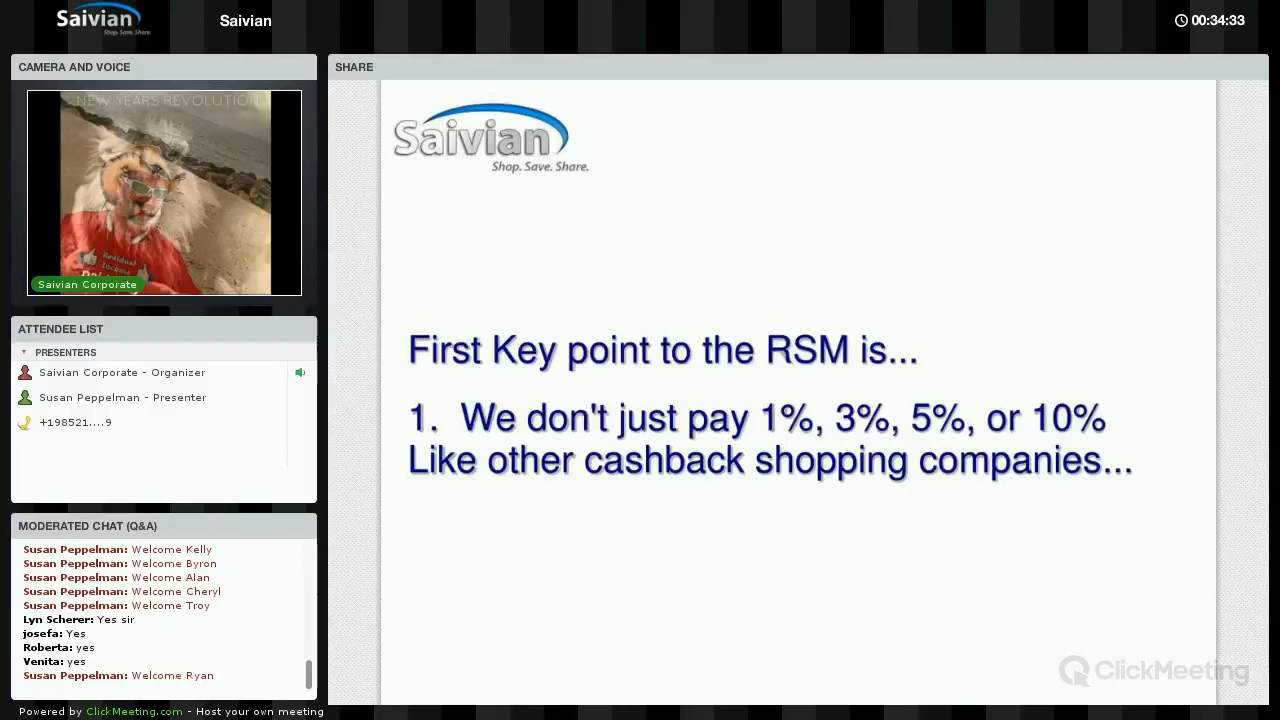 Saivian
Shop. Save. Share.
Saivian
00:34:33
CAMERA AND VOICE
NEW YEARS REVOLUTION
Residual
Income
Saivian Corporate
ATTENDEE LIST
PRESENTERS
Saivian Corporate - Organizer
Susan Peppelman - Presenter
+198521....9
MODERATED CHAT (Q&A)
Susan Peppelman: Welcome Kelly
Susan Peppelman: Welcome Byron
Susan Peppelman: Welcome Alan
Susan Peppelman: Welcome Cheryl
Susan Peppelman: Welcome Troy
Lyn Scherer: Yes sir
josefa: Yes
Roberta: yes
Venita: yes
Susan Peppelman: Welcome Ryan
Powered by ClickMeeting.com - Host your own meeting
SHARE
Saivian
Shop. Save. Share.
First Key point to the RSM is...
1. We don't just pay 1%, 3%, 5%, or 10%
Like other cashback shopping companies...
ClickMeeting